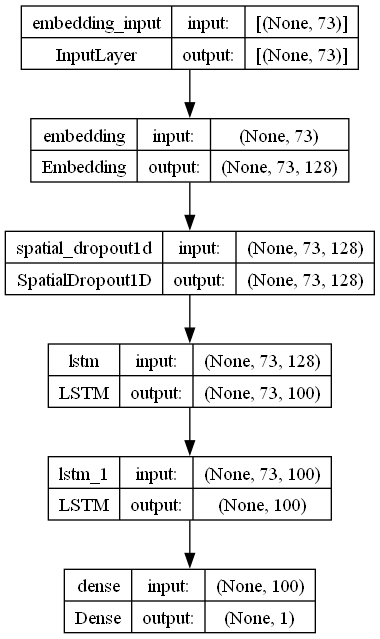 embedding_input input: [(None, 73)]
InputLayer output: [(None, 73)]
embedding input: (None, 73)
Embedding output: (None, 73, 128)
spatial_dropout1d input: (None, 73, 128)
SpatialDropout1D output: (None, 73, 128)
lstm input: (None, 73, 128)
LSTM output: (None, 73, 100)
lstm_1 input: (None, 73, 100)
LSTM output: (None, 100)
dense input: (None, 100)
Dense output: (None, 1)